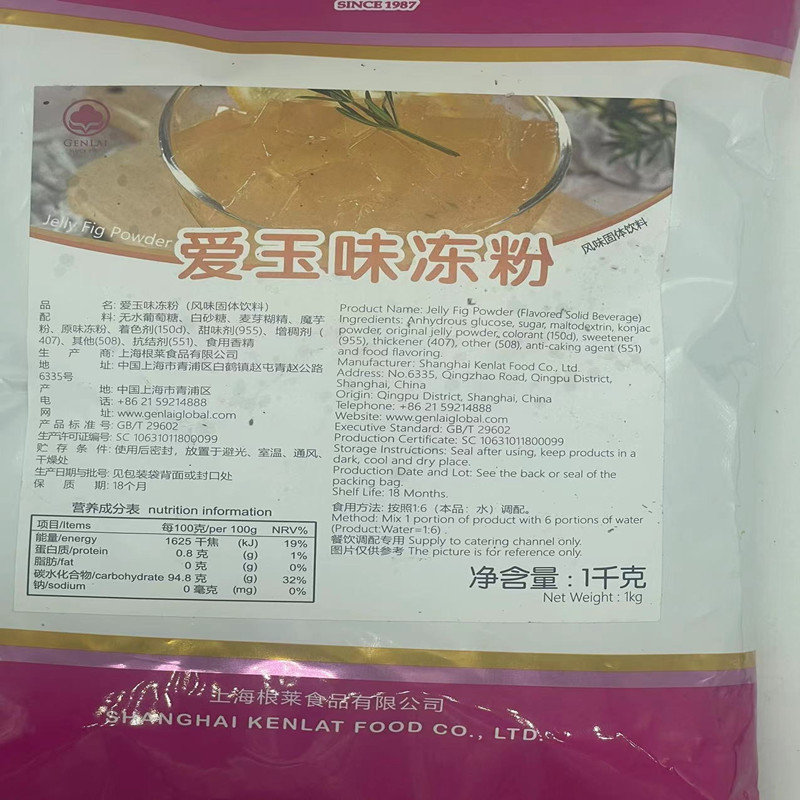 SINCE 1987
GENLAI
Jelly Fig Powder
爱玉味冻粉
风味固体饮料
品 名: 爱玉味冻粉（风味固体饮料）
配 料: 无水葡萄糖、白砂糖、麦芽糊精、魔芋
粉、原味冻粉、着色剂(150d)、甜味剂(955)、增稠剂（
407)、其他(508)、抗结剂(551)、食用香精
生 产 商: 上海根莱食品有限公司
地 址: 中国上海市青浦区白鹤镇赵屯青赵公路
6335号
产 地: 中国上海市青浦区
电 话: +86 21 59214888
网 址: www.genlaiglobal.com
产 品 标 准 号: GB/T 29602
生产许可证编号: SC 10631011800099
贮 存 条 件: 使用后密封，放置于避光、室温、通风、
干燥处
生产日期与批号: 见包装袋背面或封口处
保 质 期: 18个月
营养成分表 nutrition information
项目/Items 每100克/per 100g NRV%
能量/energy 1625 千焦 (kJ) 19%
蛋白质/protein 0.8 克 (g) 1%
脂肪/fat 0 克 (g) 0%
碳水化合物/carbohydrate 94.8 克 (g) 32%
钠/sodium 0 毫克 (mg) 0%
Product Name: Jelly Fig Powder (Flavored Solid Beverage)
Ingredients: Anhydrous glucose, sugar, maltodextrin, konjac
powder, original jelly powder, colorant (150d), sweetener
(955), thickener (407), other (508), anti-caking agent (551)
and food flavoring.
Manufacturer: Shanghai Kenlat Food Co., Ltd.
Address: No.6335, Qingzhao Road, Qingpu District,
Shanghai, China
Origin: Qingpu District, Shanghai, China
Telephone: +86 21 59214888
Website: www.genlaiglobal.com
Executive Standard: GB/T 29602
Production Certificate: SC 10631011800099
Storage Instructions: Seal after using, keep products in a
dark, cool and dry place.
Production Date and Lot: See the back or seal of the
packing bag.
Shelf Life: 18 Months.
食用方法: 按照1:6（本品：水）调配。
Method: Mix 1 portion of product with 6 portions of water
(Product:Water=1:6) .
餐饮调配专用 Supply to catering channel only.
图片仅供参考 The picture is for reference only.
净含量：1千克
Net Weight : 1kg
上海根莱食品有限公司
SHANGHAI KENLAT FOOD CO., LTD.